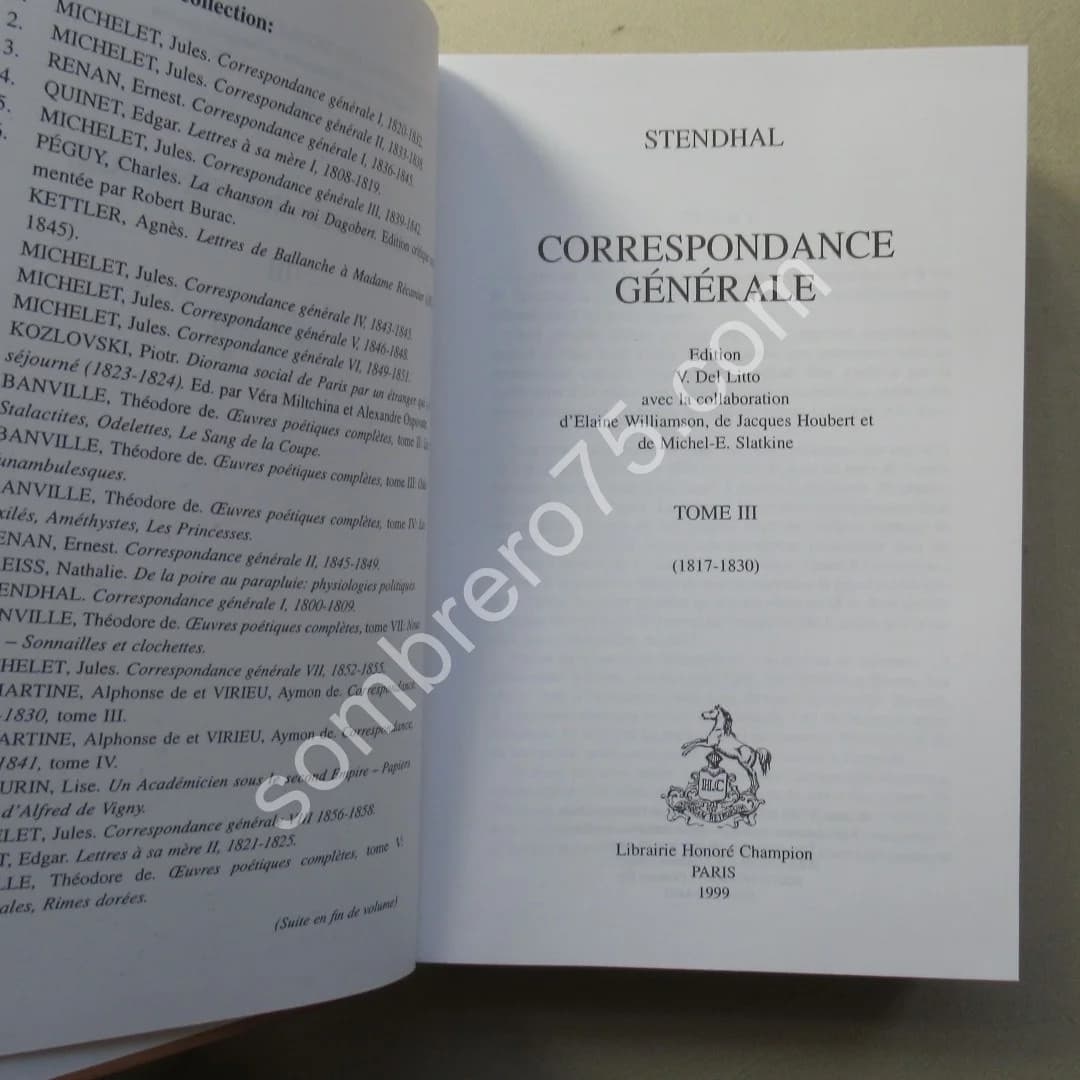 ollection:
MICHELET, Jules. Correspondance générale I, 1820-1832.
2. MICHELET, Jules. Correspondance générale II, 1833-1838.
3. RENAN, Ernest. Correspondance générale I, 1836-1845.
4. QUINET, Edgar. Lettres à sa mère I, 1808-1819.
5. MICHELET, Jules. Correspondance générale III, 1839-1842.
PÉGUY, Charles. La chanson du roi Dagobert. Edition critique
mentée par Robert Burac.
KETTLER, Agnès. Lettres de Ballanche à Madame Récamier
1845).
MICHELET, Jules. Correspondance générale IV, 1843-1845.
MICHELET, Jules. Correspondance générale V, 1846-1848.
MICHELET, Jules. Correspondance générale VI, 1849-1851.
KOZLOVSKI, Piotr. Diorama social de Paris par un étranger qui
séjourné (1823-1824). Ed. par Véra Miltchina et Alexandre
BANVILLE, Théodore de. Œuvres poétiques complètes, tome II:
Stalactites, Odelettes, Le Sang de la Coupe.
BANVILLE, Théodore de. Œuvres poétiques complètes, tome III:
unambulesques.
ANVILLE, Théodore de. Œuvres poétiques complètes, tome IV:
xilés, Améthystes, Les Princesses.
ENAN, Ernest. Correspondance générale II, 1845-1849.
EISS, Nathalie. De la poire au parapluie: physiologies politiques.
ENDHAL. Correspondance générale I, 1800-1809.
NVILLE, Théodore de. Œuvres poétiques complètes, tome VII:
– Sonnailles et clochettes.
HELET, Jules. Correspondance générale VII, 1852-1855.
MARTINE, Alphonse de et VIRIEU, Aymon de. Correspondance,
-1830, tome III.
ARTINE, Alphonse de et VIRIEU, Aymon de. Correspondance,
1841, tome IV.
URIN, Lise. Un Académicien sous le second Empire – Papiers
d'Alfred de Vigny.
ELET, Jules. Correspondance général VIII 1856-1858.
T, Edgar. Lettres à sa mère II, 1821-1825.
LLE, Théodore de. Œuvres poétiques complètes, tome V:
ales, Rimes dorées.
(Suite en fin de volume)
STENDHAL
CORRESPONDANCE
GÉNÉRALE
Edition
V. Del Litto
avec la collaboration
d'Elaine Williamson, de Jacques Houbert et
de Michel-E. Slatkine
TOME III
(1817-1830)
H.C
Librairie Honoré Champion
PARIS
1999
sombrero75.com